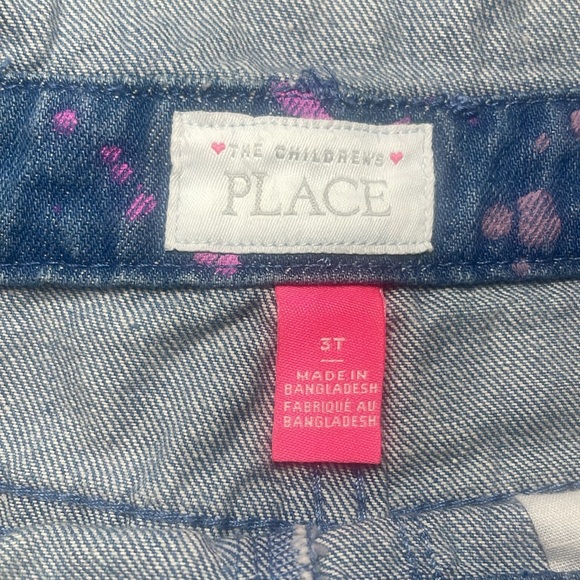 THE CHILDREN'S
PLACE
3T
MADE IN
BANGLADESH
FABRIQUÉ AU
BANGLADESH